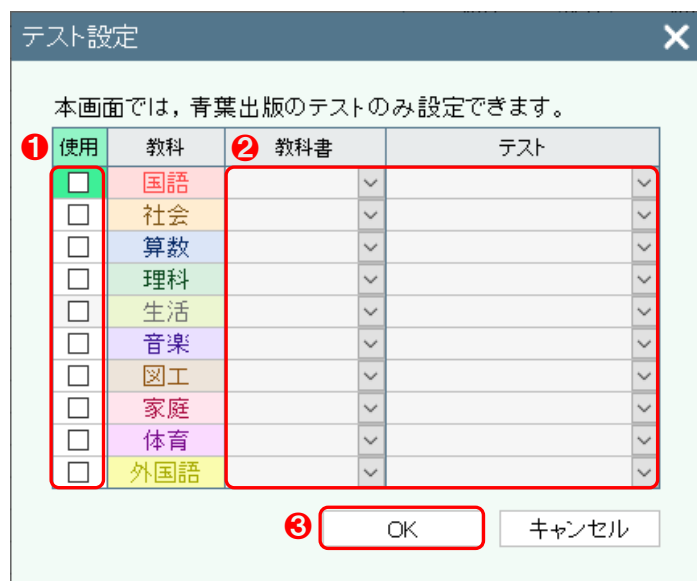 テスト設定
本画面では，青葉出版のテストのみ設定できます。
❶ 使用 教科 ❷ 教科書 テスト
国語
社会
算数
理科
生活
音楽
図工
家庭
体育
外国語
❸ OK キャンセル